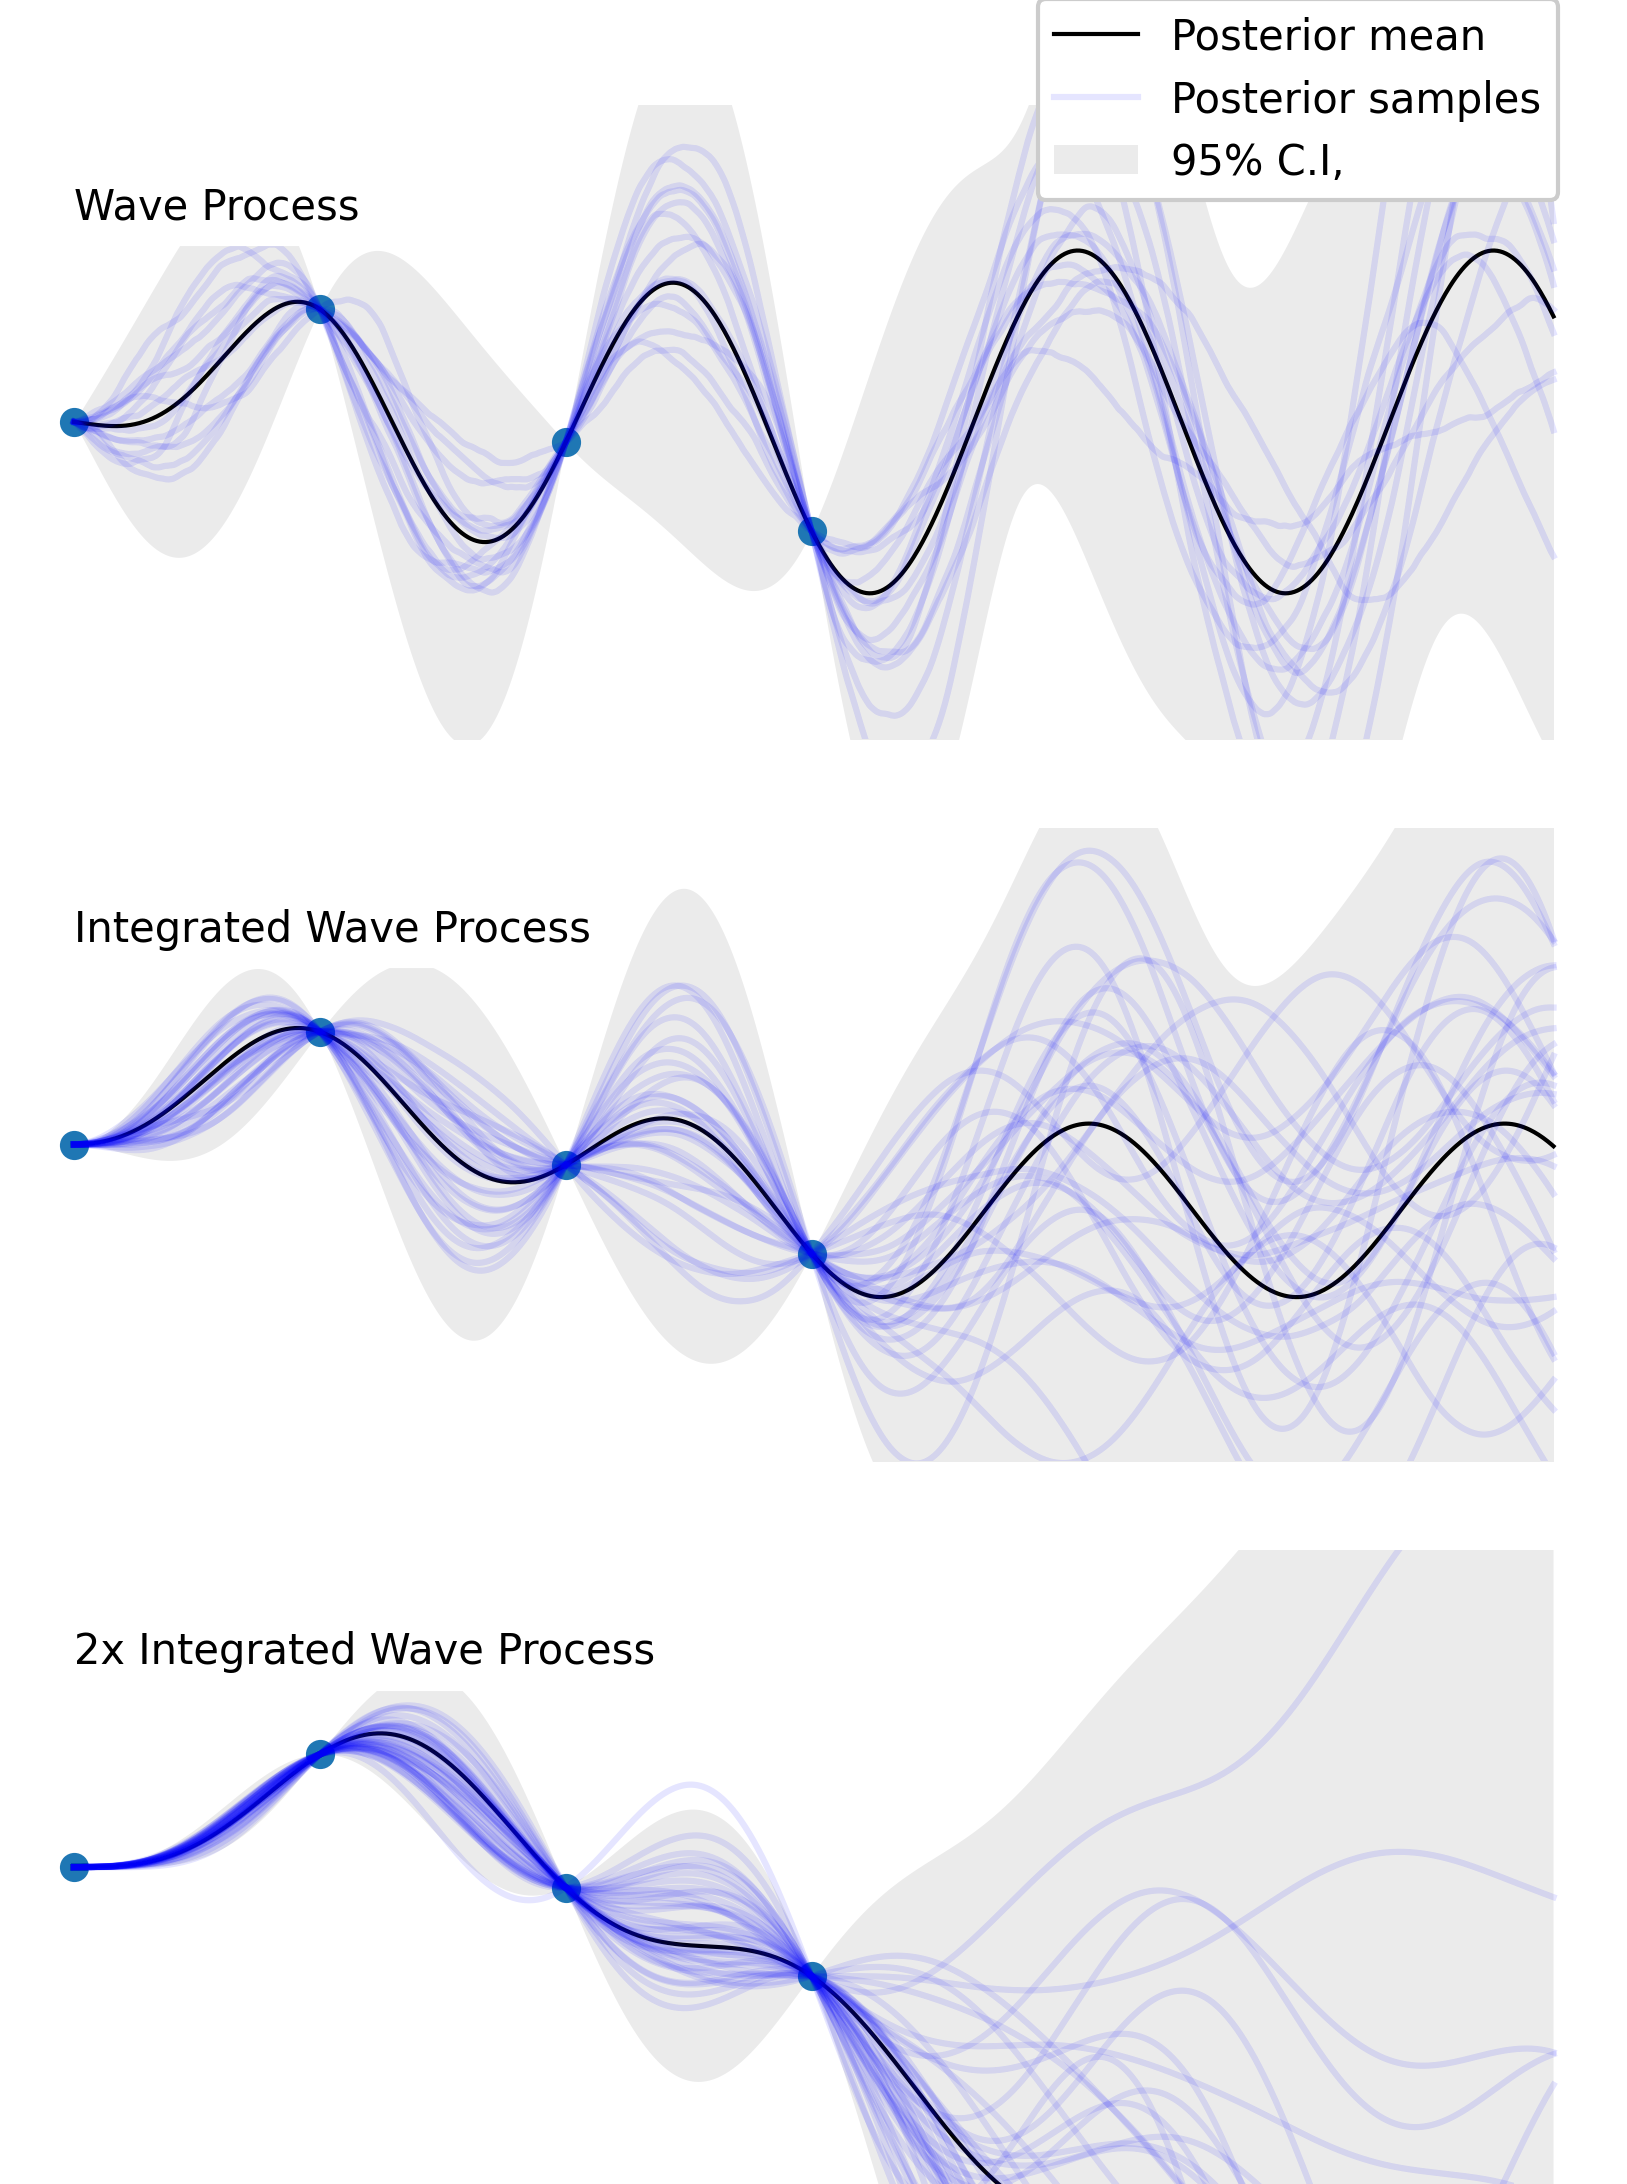 Posterior mean
Posterior samples
95% C.I,
Wave Process
Integrated Wave Process
2x Integrated Wave Process